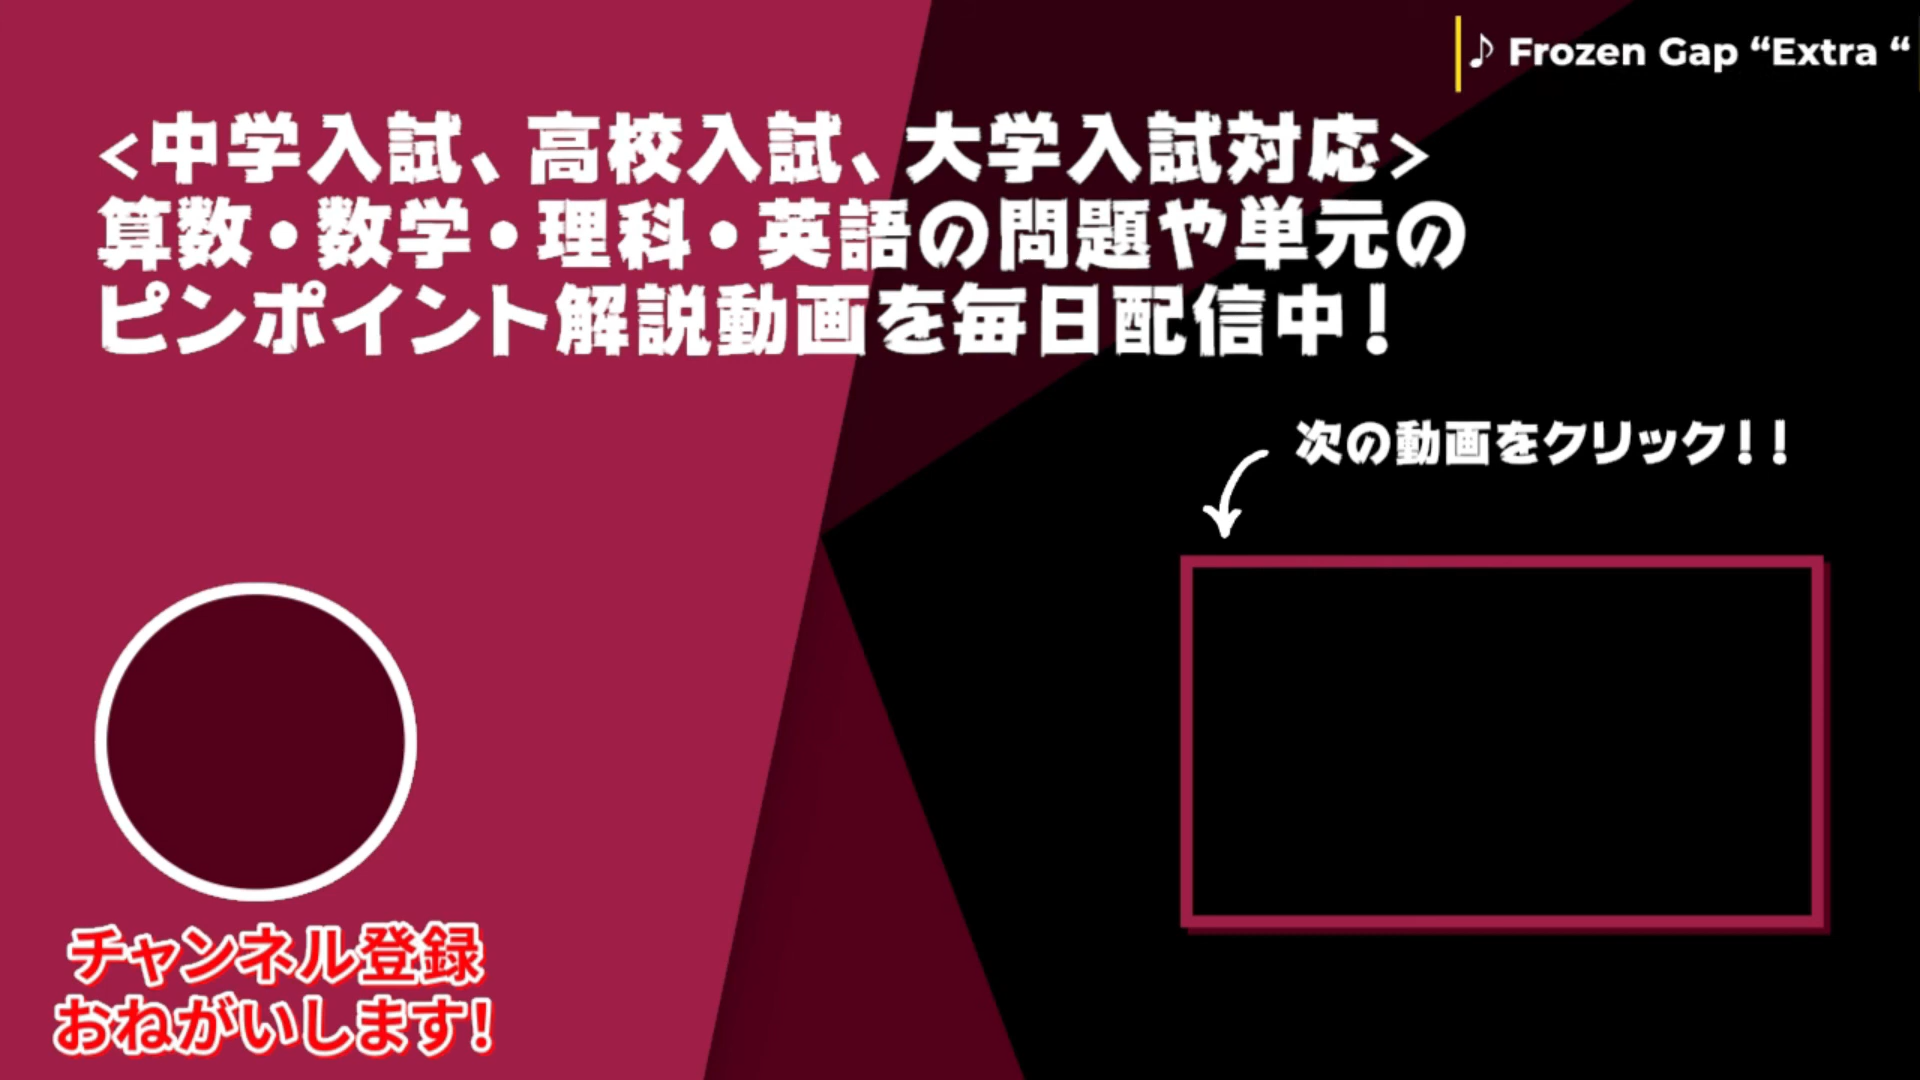 ♪ Frozen Gap “Extra “
<中学入試、高校入試、大学入試対応>
算数・数学・理科・英語の問題や単元の
ピンポイント解説動画を毎日配信中！
次の動画をクリック！！
チャンネル登録
おねがいします！